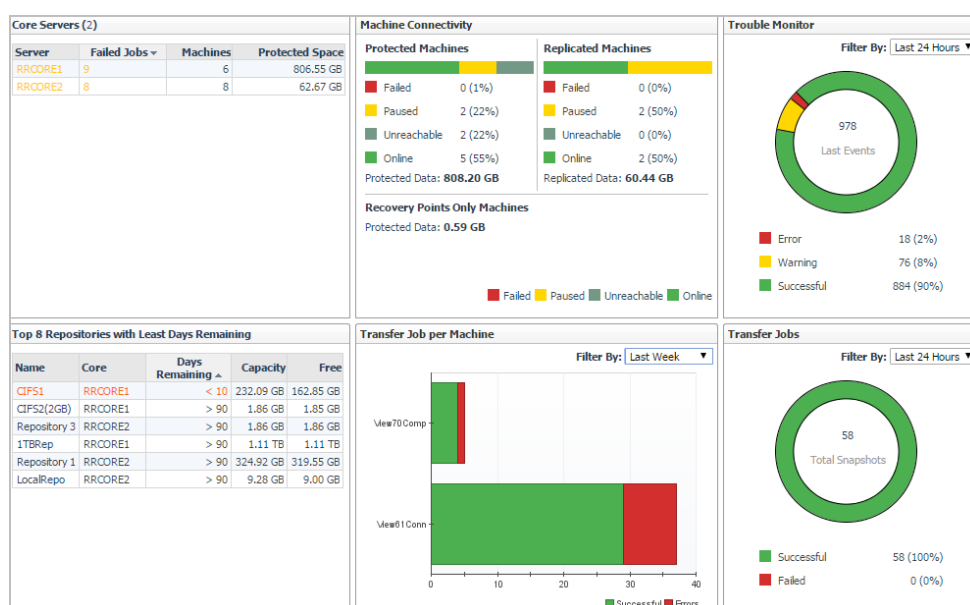 Core Servers (2)
Server Failed Jobs Machines Protected Space
RRCORE1 9 6 806.55 GB
RRCORE2 8 8 62.67 GB
Machine Connectivity
Protected Machines
Failed 0 (1%)
Paused 2 (22%)
Unreachable 2 (22%)
Online 5 (55%)
Protected Data: 808.20 GB
Replicated Machines
Failed 0 (0%)
Paused 2 (50%)
Unreachable 0 (0%)
Online 2 (50%)
Replicated Data: 60.44 GB
Recovery Points Only Machines
Protected Data: 0.59 GB
Failed Paused Unreachable Online
Trouble Monitor
Filter By: Last 24 Hours
978
Last Events
Error 18 (2%)
Warning 76 (8%)
Successful 884 (90%)
Top 8 Repositories with Least Days Remaining
Name Core Days Remaining Capacity Free
CIFS1 RRCORE1 < 10 232.09 GB 162.85 GB
CIFS2(2GB) RRCORE1 > 90 1.86 GB 1.85 GB
Repository 3 RRCORE2 > 90 1.86 GB 1.86 GB
1TBRep RRCORE1 > 90 1.11 TB 1.11 TB
Repository 1 RRCORE2 > 90 324.92 GB 319.55 GB
LocalRepo RRCORE2 > 90 9.28 GB 9.00 GB
Transfer Job per Machine
Filter By: Last Week
View70Comp
View61Conn
0 10 20 30 40
Successful Errors
Transfer Jobs
Filter By: Last 24 Hours
58
Total Snapshots
Successful 58 (100%)
Failed 0 (0%)